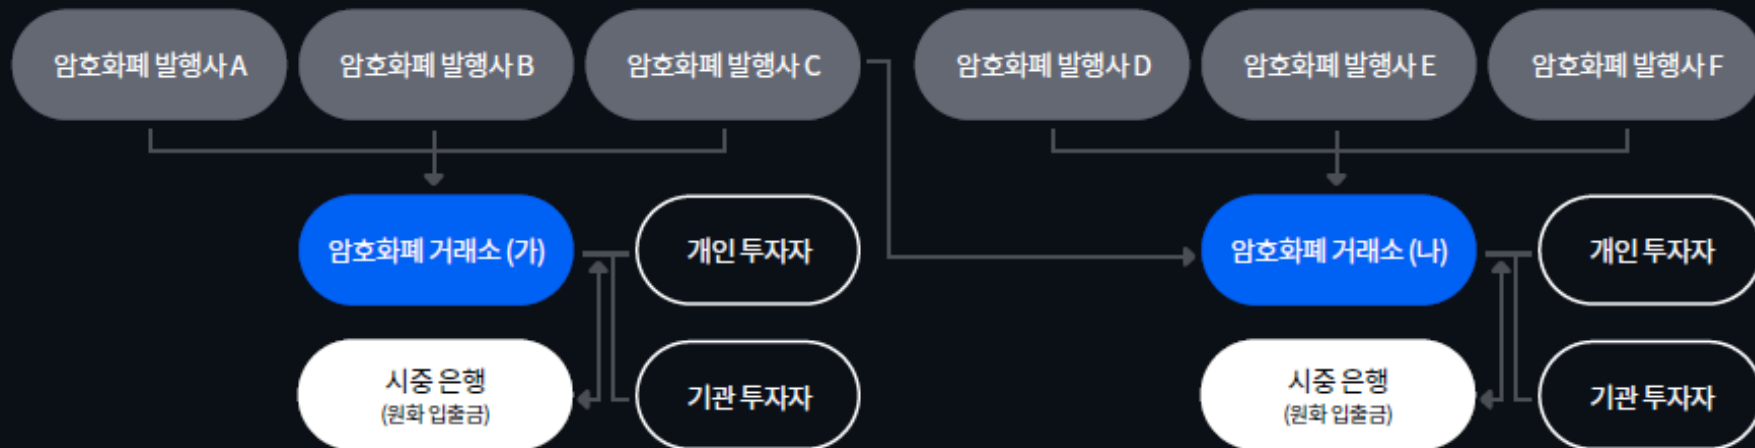 암호화폐 발행사 A
암호화폐 발행사 B
암호화폐 발행사 C
암호화폐 발행사 D
암호화폐 발행사 E
암호화폐 발행사 F
암호화폐 거래소 (가)
개인 투자자
암호화폐 거래소 (나)
개인 투자자
시중 은행
(원화 입출금)
기관 투자자
시중 은행
(원화 입출금)
기관 투자자